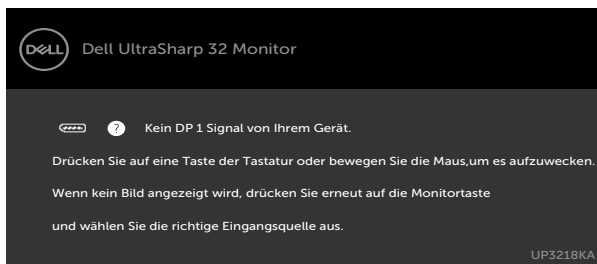 DELL Dell UltraSharp 32 Monitor
? Kein DP 1 Signal von Ihrem Gerät.
Drücken Sie auf eine Taste der Tastatur oder bewegen Sie die Maus,um es aufzuwecken.
Wenn kein Bild angezeigt wird, drücken Sie erneut auf die Monitortaste
und wählen Sie die richtige Eingangsquelle aus.
UP3218KA